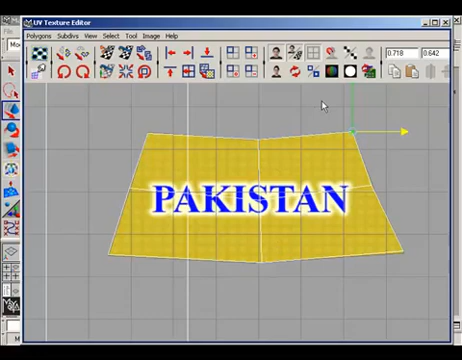 UV Texture Editor
Polygons Subdivs View Select Tool Image Help
0.718 0.642
PAKISTAN